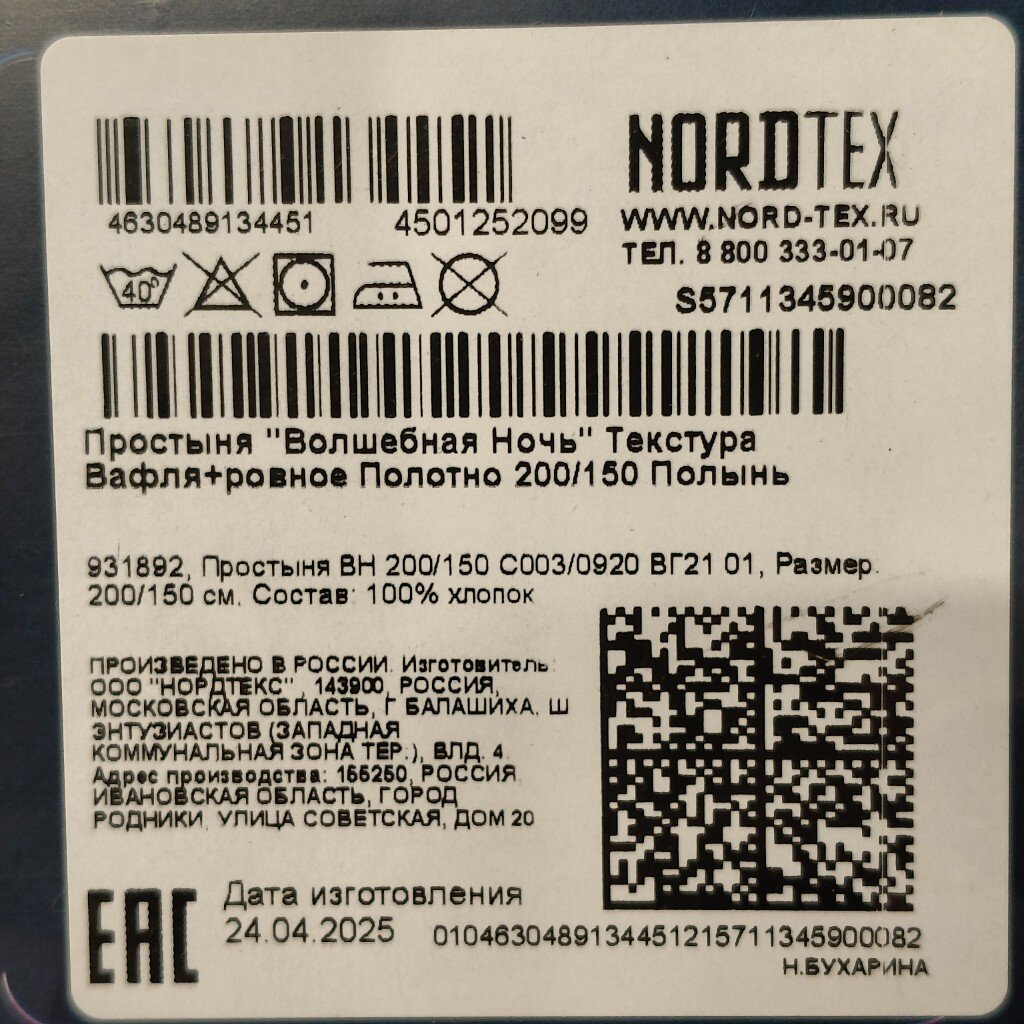 4630489134451
4501252099
NORDTEX
WWW.NORD-TEX.RU
ТЕЛ. 8 800 333-01-07
40°
S5711345900082
Простыня "Волшебная Ночь" Текстура
Вафля+ровное Полотно 200/150 Полынь
931892, Простыня ВН 200/150 С003/0920 ВГ21 01, Размер:
200/150 см, Состав: 100% хлопок
ПРОИЗВЕДЕНО В РОССИИ. Изготовитель:
ООО "НОРДТЕКС" , 143900, РОССИЯ,
МОСКОВСКАЯ ОБЛАСТЬ, Г БАЛАШИХА, Ш
ЭНТУЗИАСТОВ (ЗАПАДНАЯ
КОММУНАЛЬНАЯ ЗОНА ТЕР.), ВЛД. 4.
Адрес производства: 155250, РОССИЯ,
ИВАНОВСКАЯ ОБЛАСТЬ, ГОРОД
РОДНИКИ, УЛИЦА СОВЕТСКАЯ, ДОМ 20
EAC
Дата изготовления
24.04.2025
0104630489134451215711345900082
Н.БУХАРИНА